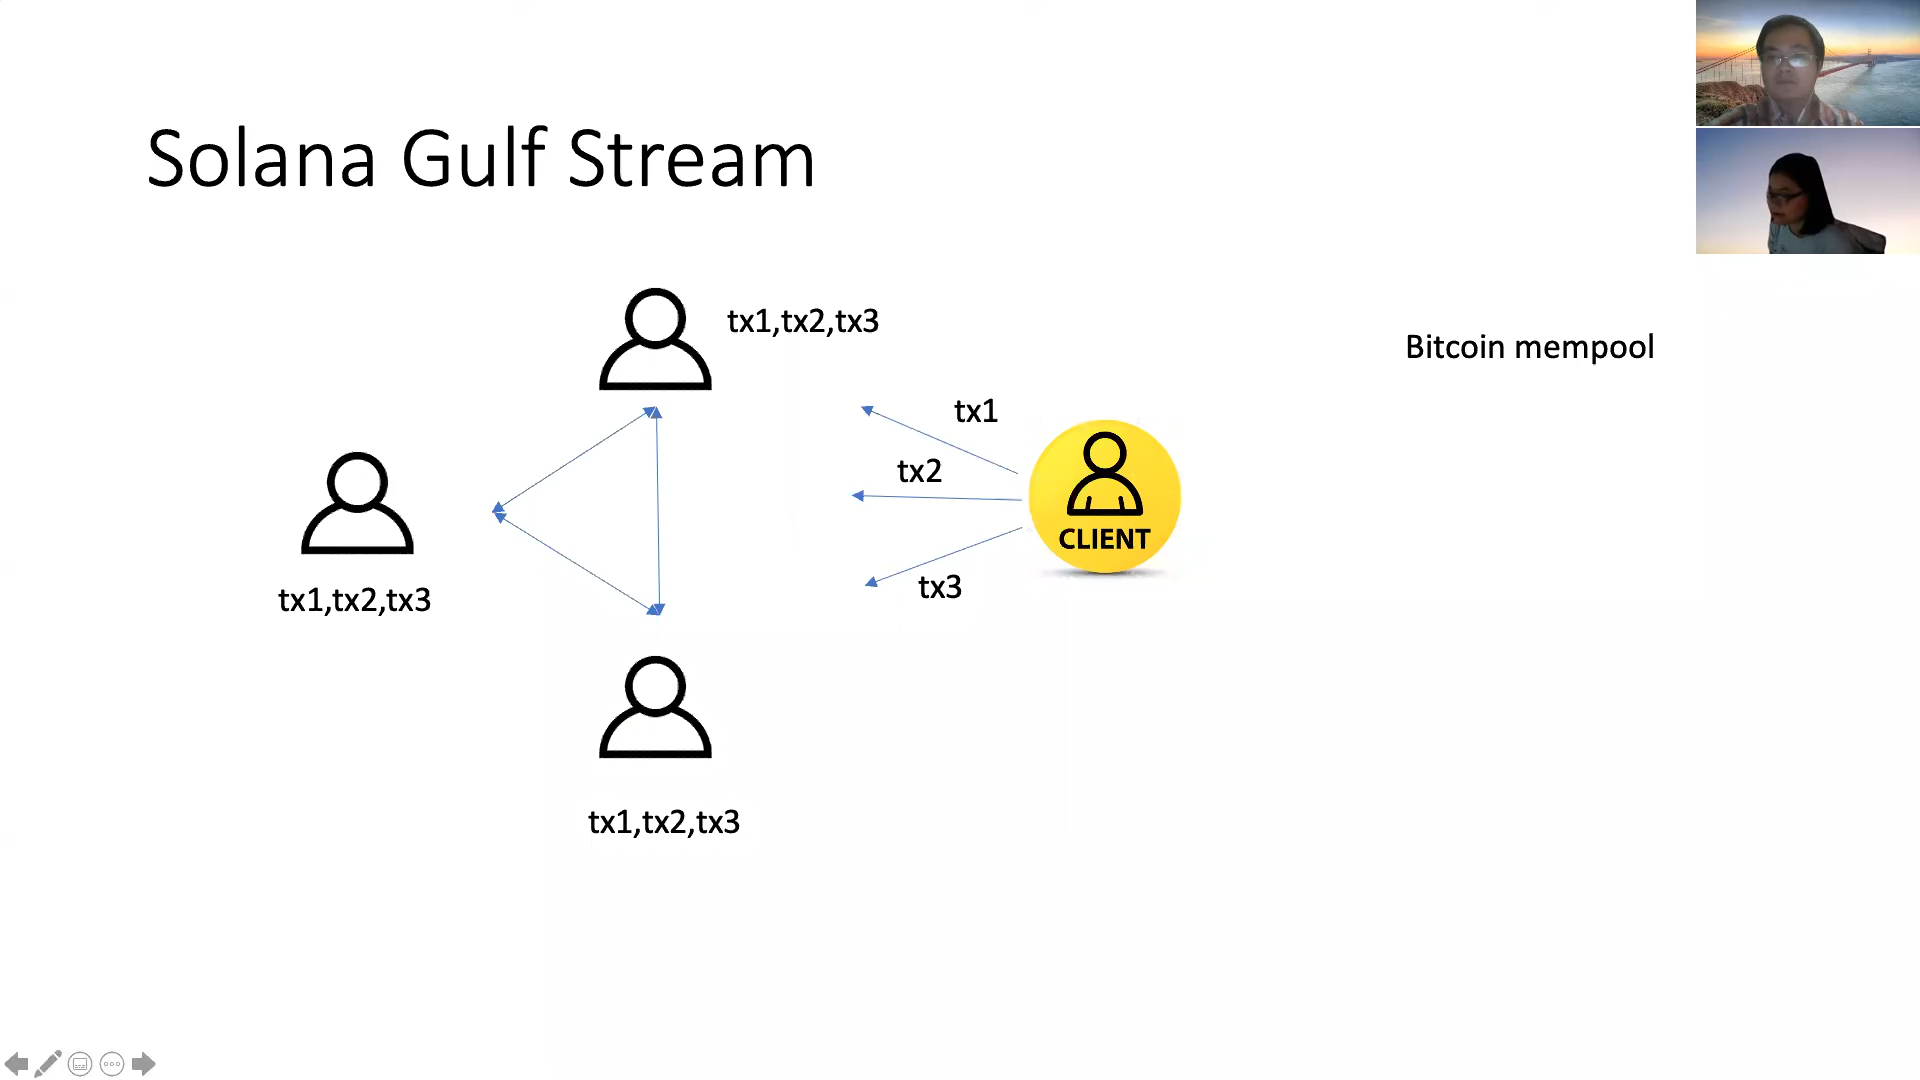 Solana Gulf Stream
tx1,tx2,tx3
Bitcoin mempool
tx1
tx2
CLIENT
tx3
tx1,tx2,tx3
tx1,tx2,tx3